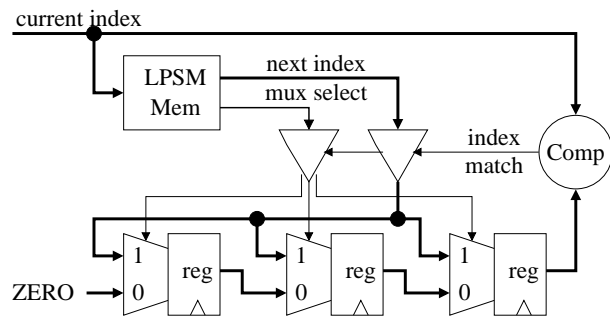 current index
LPSM
Mem
next index
mux select
index
match
Comp
1
0
reg
1
0
reg
1
0
reg
ZERO